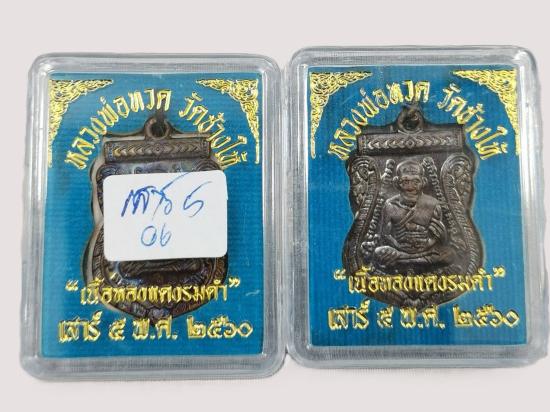 หลวงพ่อทวด วัดช้างให้
เสาร์ 5
06
"เนื้อทองแดงรมดำ"
เสาร์ ๕ พ.ศ. ๒๕๖๐
หลวงพ่อทวด วัดช้างให้
"เนื้อทองแดงรมดำ"
เสาร์ ๕ พ.ศ. ๒๕๖๐